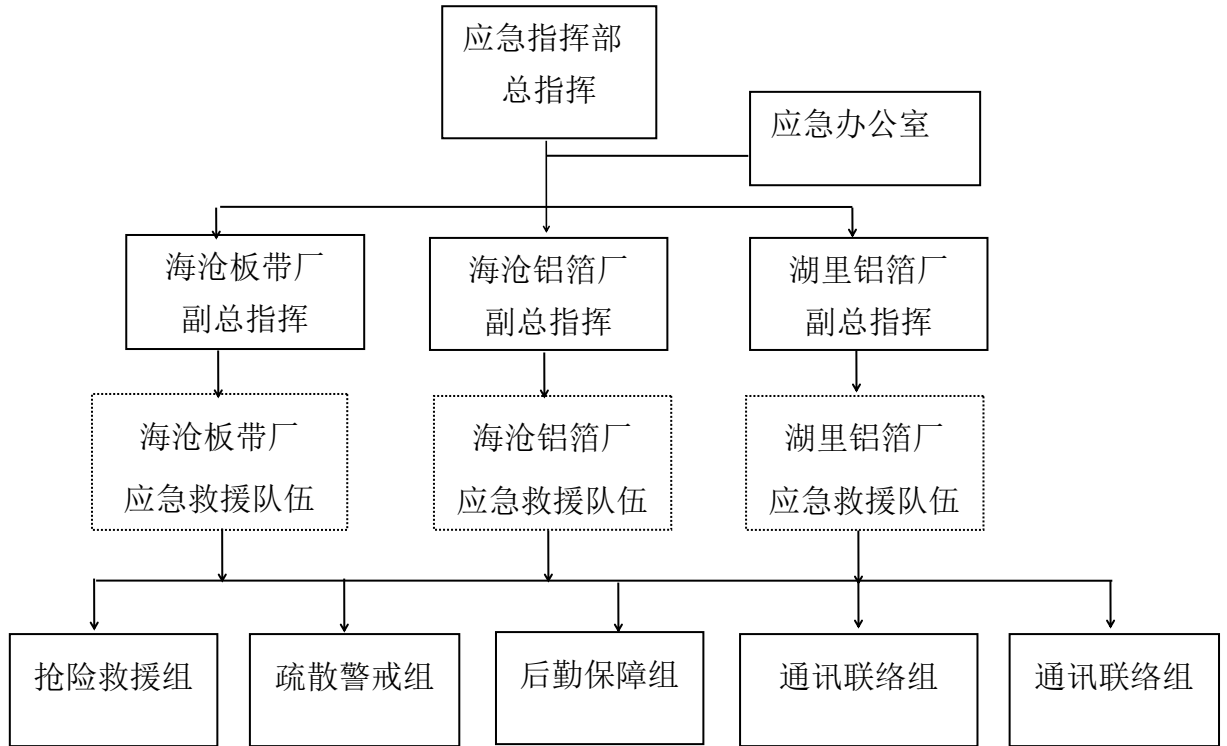 应急指挥部
总指挥
应急办公室
海沧板带厂
副总指挥
海沧铝箔厂
副总指挥
湖里铝箔厂
副总指挥
海沧板带厂
应急救援队伍
海沧铝箔厂
应急救援队伍
湖里铝箔厂
应急救援队伍
抢险救援组
疏散警戒组
后勤保障组
通讯联络组
通讯联络组